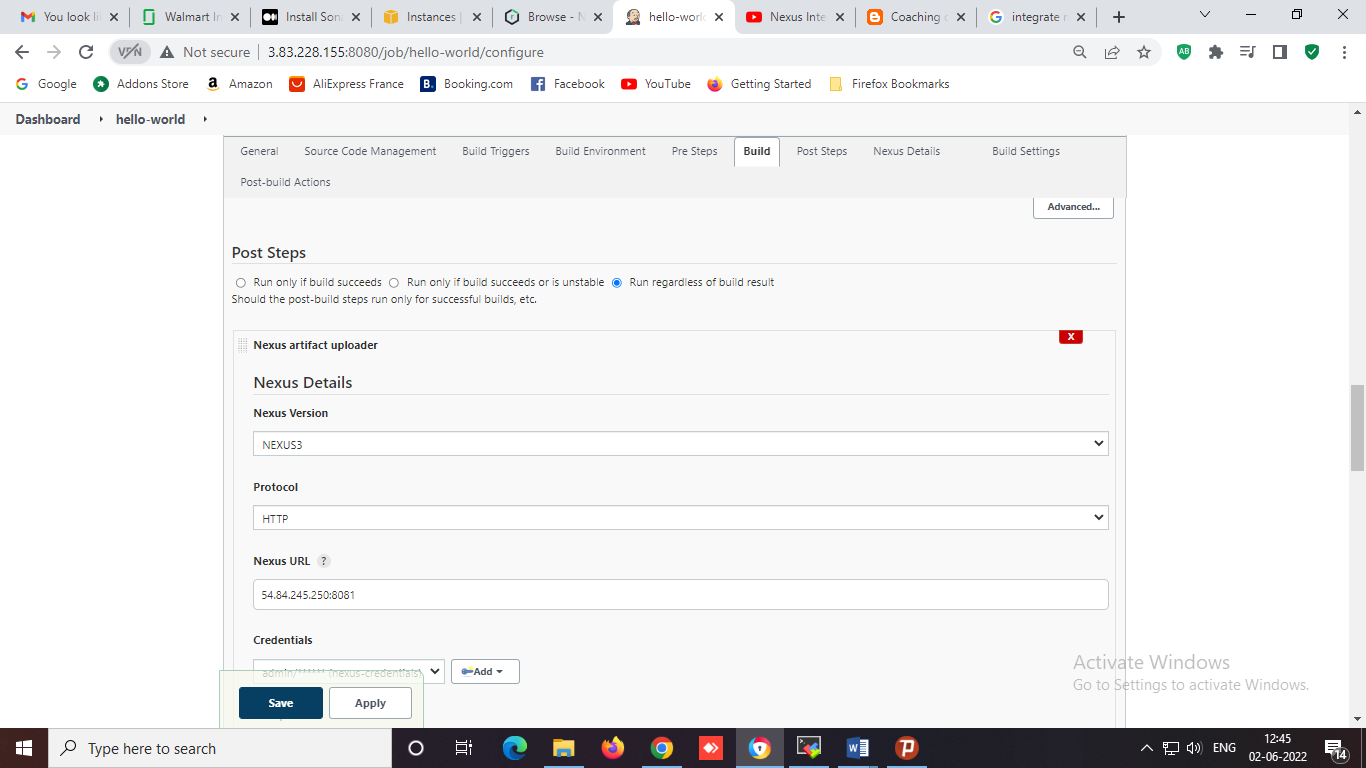 You look li
Walmart In
Install Son
Instances |
Browse - N
hello-world
Nexus Inte
Coaching c
integrate n
VPN
Not secure
3.83.228.155:8080/job/hello-world/configure
Google
Addons Store
Amazon
AliExpress France
Booking.com
Facebook
YouTube
Getting Started
Firefox Bookmarks
Dashboard
hello-world
General
Source Code Management
Build Triggers
Build Environment
Pre Steps
Build
Post Steps
Nexus Details
Build Settings
Post-build Actions
Advanced...
Post Steps
Run only if build succeeds
Run only if build succeeds or is unstable
Run regardless of build result
Should the post-build steps run only for successful builds, etc.
Nexus artifact uploader
X
Nexus Details
Nexus Version
NEXUS3
Protocol
HTTP
Nexus URL ?
54.84.245.250:8081
Credentials
admin/****** (nexus-credentials)
Add
Save
Apply
Activate Windows
Go to Settings to activate Windows.
Type here to search
ENG
12:45
02-06-2022
14